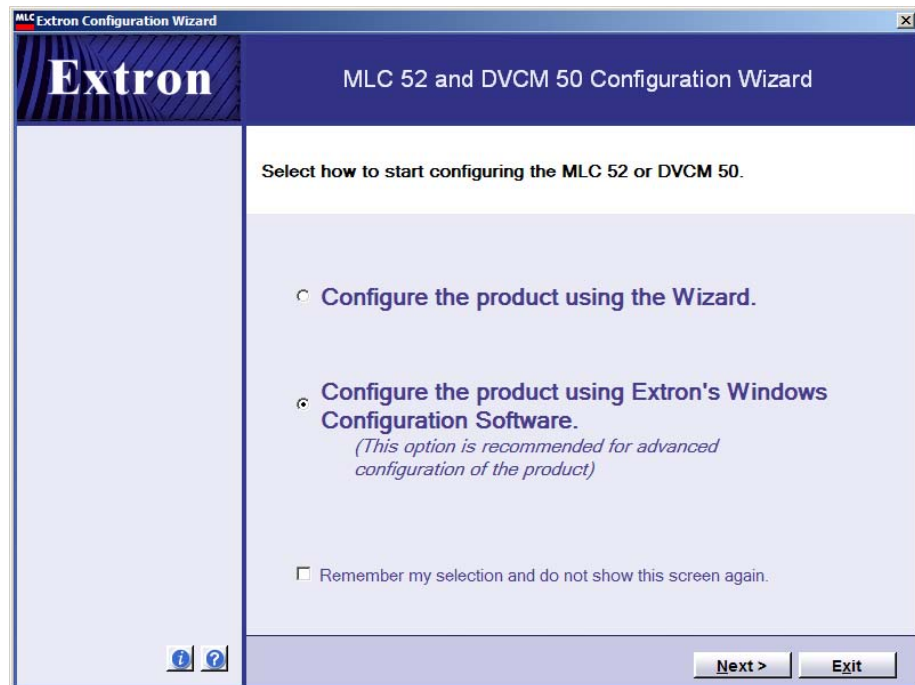 MLC Extron Configuration Wizard
Extron
MLC 52 and DVCM 50 Configuration Wizard
Select how to start configuring the MLC 52 or DVCM 50.
Configure the product using the Wizard.
Configure the product using Extron's Windows
Configuration Software.
(This option is recommended for advanced
configuration of the product)
Remember my selection and do not show this screen again.
i ?
Next > Exit